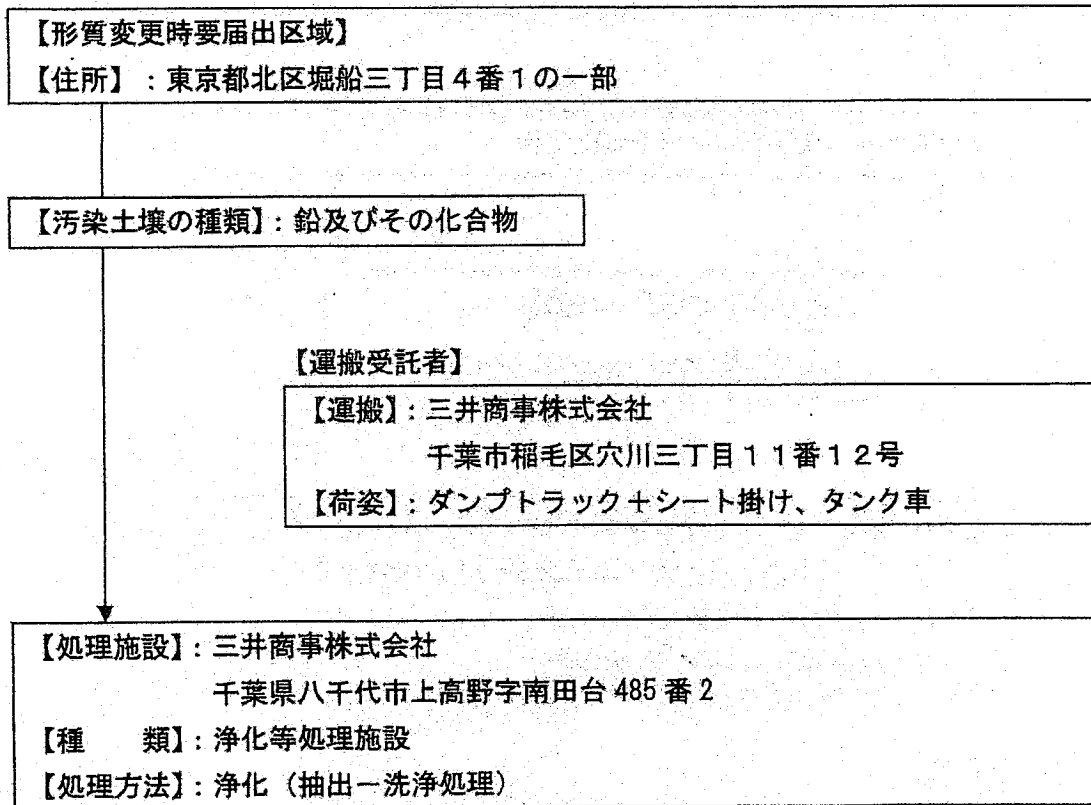 【形質変更時要届出区域】
【住所】：東京都北区堀船三丁目４番１の一部
【汚染土壌の種類】：鉛及びその化合物
【運搬受託者】
【運搬】：三井商事株式会社
千葉市稲毛区穴川三丁目１１番１２号
【荷姿】：ダンプトラック＋シート掛け、タンク車
【処理施設】：三井商事株式会社
千葉県八千代市上高野字南田台 485 番 2
【種　　類】：浄化等処理施設
【処理方法】：浄化（抽出－洗浄処理）